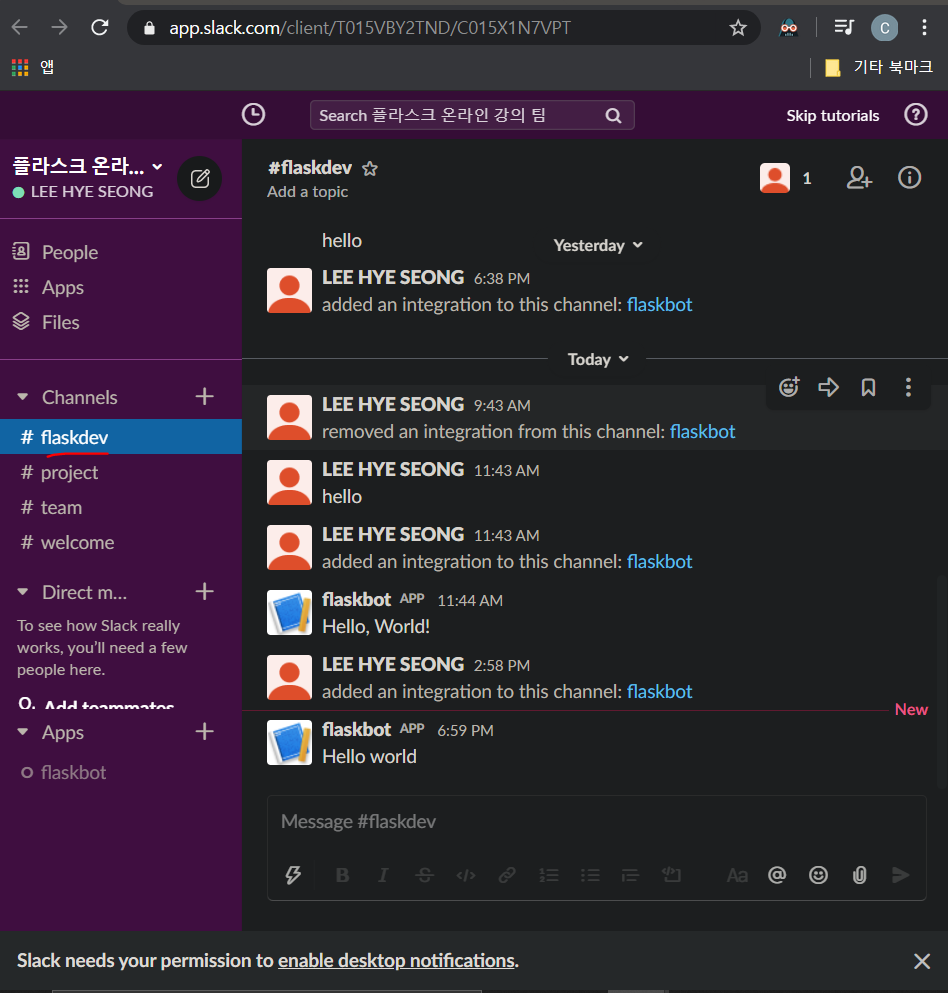 app.slack.com/client/T015VBY2TND/C015X1N7VPT
C
앱
기타 북마크
Search 플라스크 온라인 강의 팀
Skip tutorials
플라스크 온라...
LEE HYE SEONG
People
Apps
Files
Channels
# flaskdev
# project
# team
# welcome
Direct m...
To see how Slack really
works, you'll need a few
people here.
Add teammates
Apps
flaskbot
#flaskdev
Add a topic
1
hello
Yesterday
LEE HYE SEONG 6:38 PM
added an integration to this channel: flaskbot
Today
LEE HYE SEONG 9:43 AM
removed an integration from this channel: flaskbot
LEE HYE SEONG 11:43 AM
hello
LEE HYE SEONG 11:43 AM
added an integration to this channel: flaskbot
flaskbot APP 11:44 AM
Hello, World!
LEE HYE SEONG 2:58 PM
added an integration to this channel: flaskbot
New
flaskbot APP 6:59 PM
Hello world
Message #flaskdev
B I S </> Aa @
Slack needs your permission to enable desktop notifications.